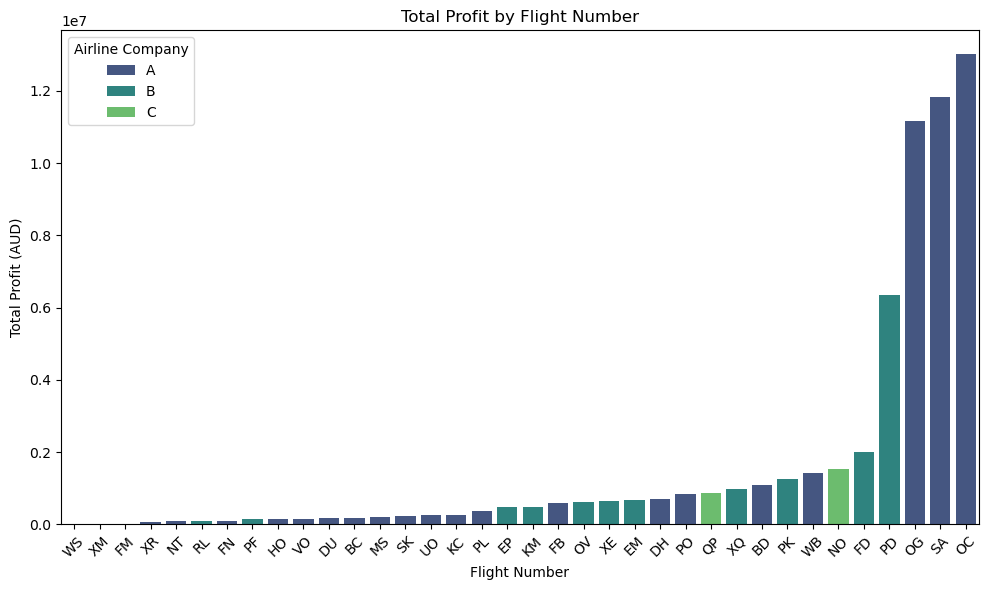 Total Profit by Flight Number
1e7
Airline Company
A
B
C
1.2
1.0
0.8
0.6
0.4
0.2
0.0
Total Profit (AUD)
WS XM FM XR NT RL FN PF HO VO DU BC MS SK UO KC PL EP KM FB OV XE EM DH PO QP XQ BD PK WB NO FD PD OG SA OC
Flight Number